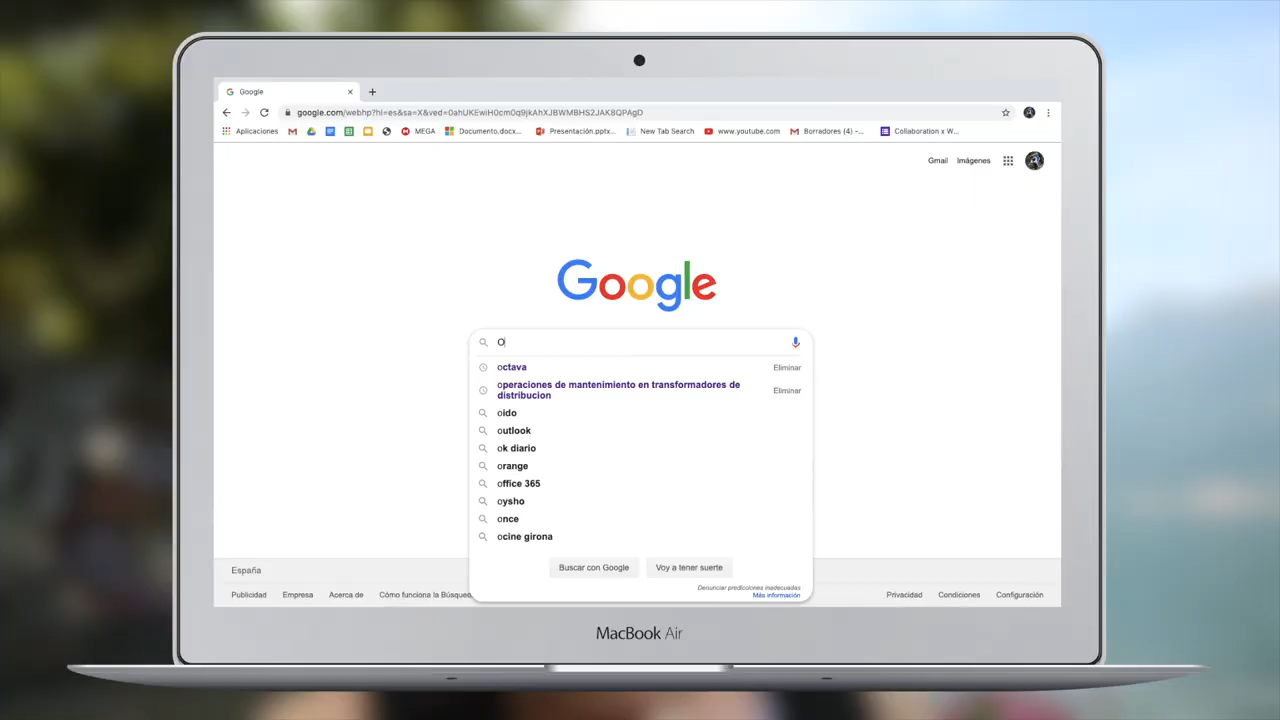 Google
google.com/webhp?hl=es&sa=X&ved=0ahUKEwiH0cm0q9jkAhXJBWMBHS2JAK8QPAgD
Aplicaciones MEGA Documento.docx... Presentación.pptx... New Tab Search www.youtube.com Borradores (4) -... Collaboration x W...
Gmail Imágenes
Google
O
octava Eliminar
operaciones de mantenimiento en transformadores de
distribucion Eliminar
oido
outlook
ok diario
orange
office 365
oysho
once
ocine girona
Buscar con Google Voy a tener suerte
Denunciar predicciones inadecuadas
Más información
España
Publicidad Empresa Acerca de Cómo funciona la Búsqued Privacidad Condiciones Configuración
MacBook Air